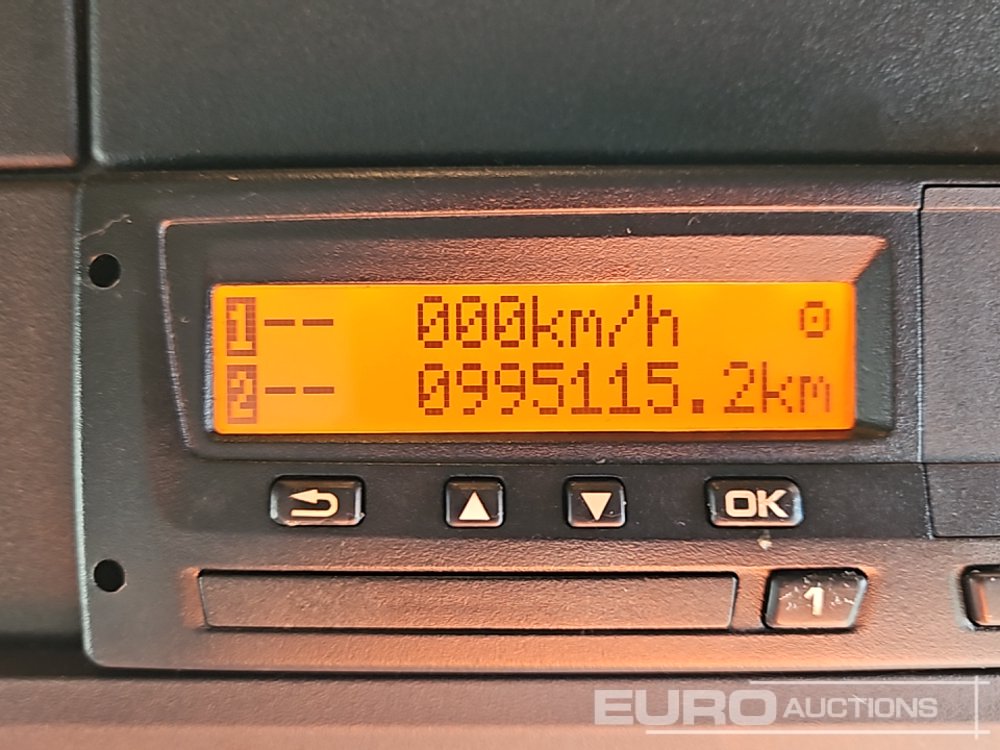 1-- 000km/h
2-- 0995115.2km
OK
1
EURO AUCTIONS